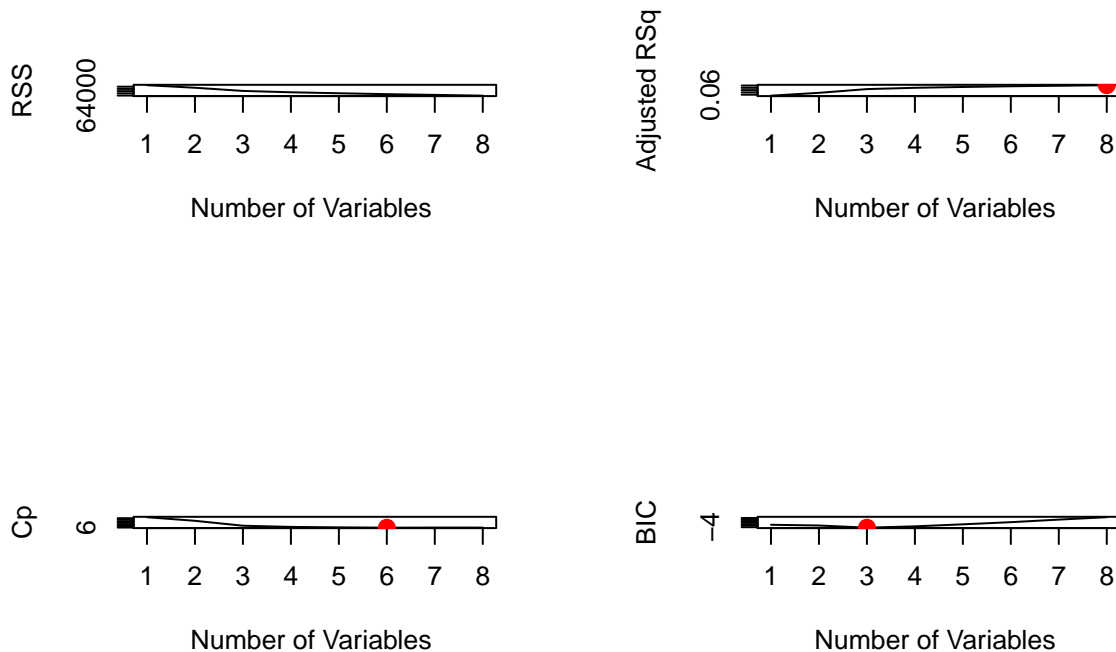 RSS
64000
1 2 3 4 5 6 7 8
Number of Variables
Adjusted RSq
0.06
1 2 3 4 5 6 7 8
Number of Variables
Cp
6
1 2 3 4 5 6 7 8
Number of Variables
BIC
−4
1 2 3 4 5 6 7 8
Number of Variables